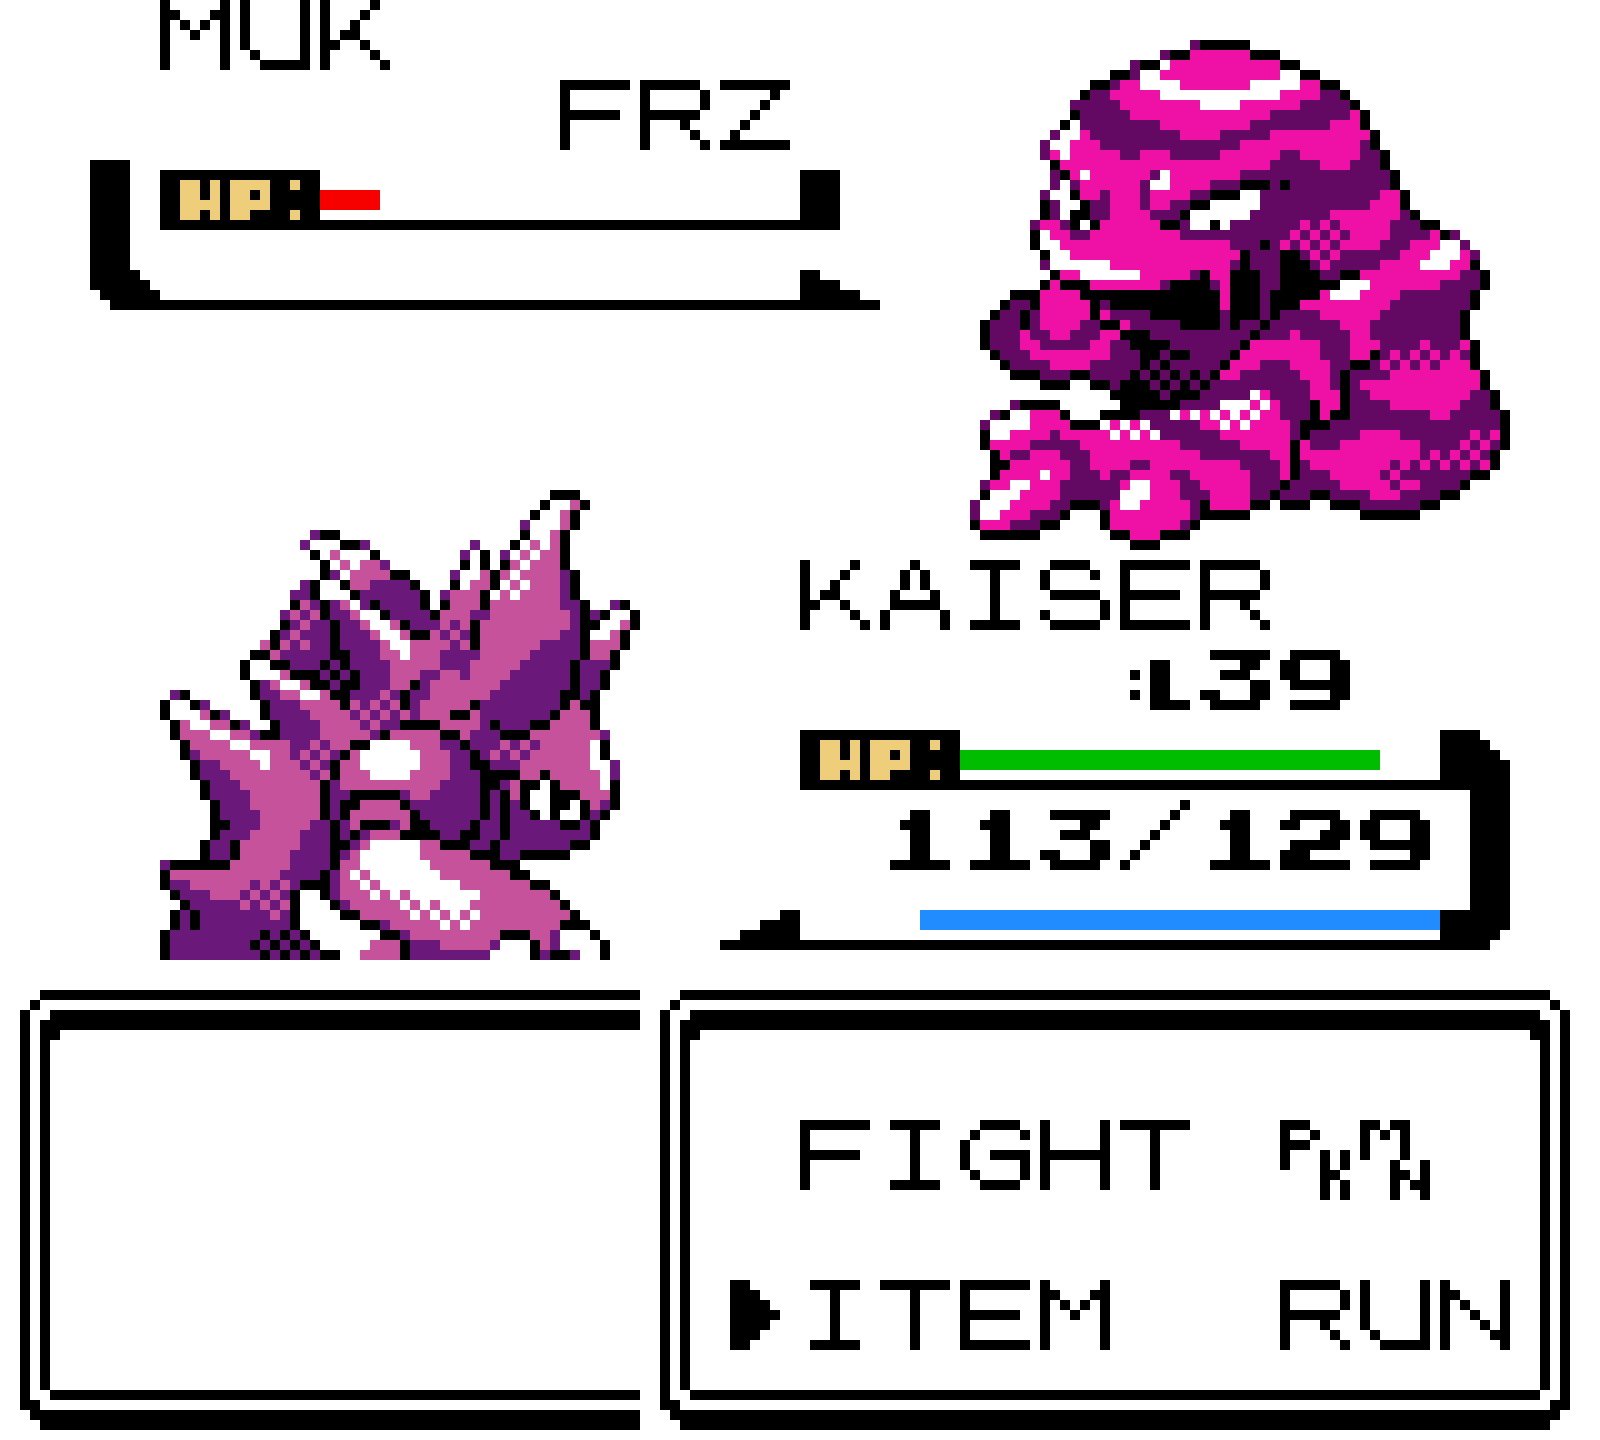 MUK
FRZ
HP:
KAISER
:L39
HP:
113/129
FIGHT PKMN
▶ITEM RUN